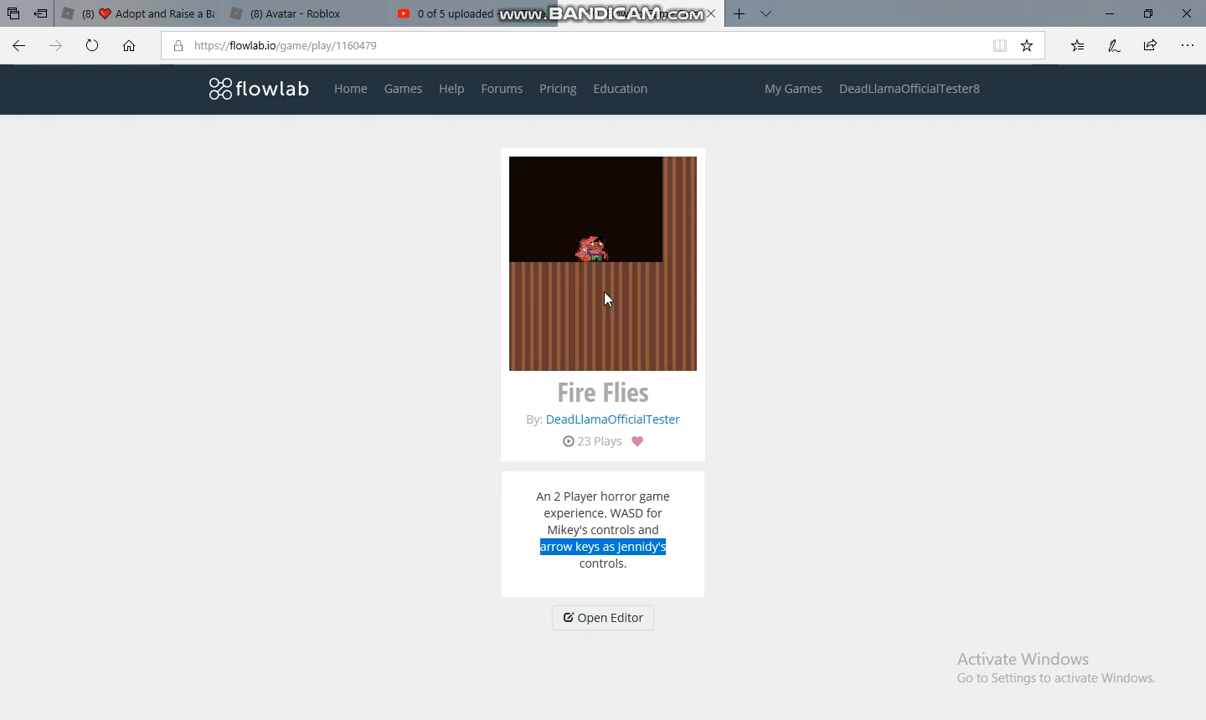 (8) ❤ Adopt and Raise a Ba
(8) Avatar - Roblox
0 of 5 uploaded
www.BANDICAM.com
https://flowlab.io/game/play/1160479
flowlab
Home
Games
Help
Forums
Pricing
Education
My Games
DeadLlamaOfficialTester8
Fire Flies
By: DeadLlamaOfficialTester
23 Plays
An 2 Player horror game
experience. WASD for
Mikey's controls and
arrow keys as Jennidy's
controls.
Open Editor
Activate Windows
Go to Settings to activate Windows.